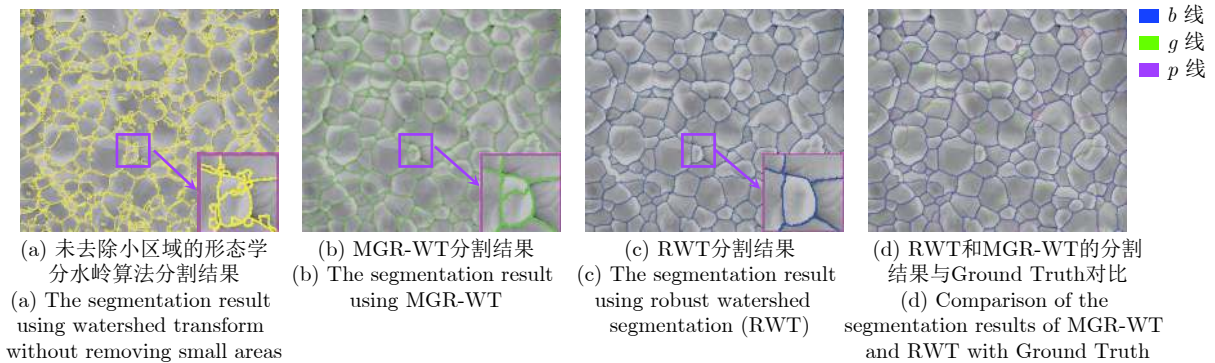 b 线
g 线
p 线
(a) 未去除小区域的形态学
分水岭算法分割结果
(a) The segmentation result
using watershed transform
without removing small areas
(b) MGR-WT分割结果
(b) The segmentation result
using MGR-WT
(c) RWT分割结果
(c) The segmentation result
using robust watershed
segmentation (RWT)
(d) RWT和MGR-WT的分割
结果与Ground Truth对比
(d) Comparison of the
segmentation results of MGR-WT
and RWT with Ground Truth